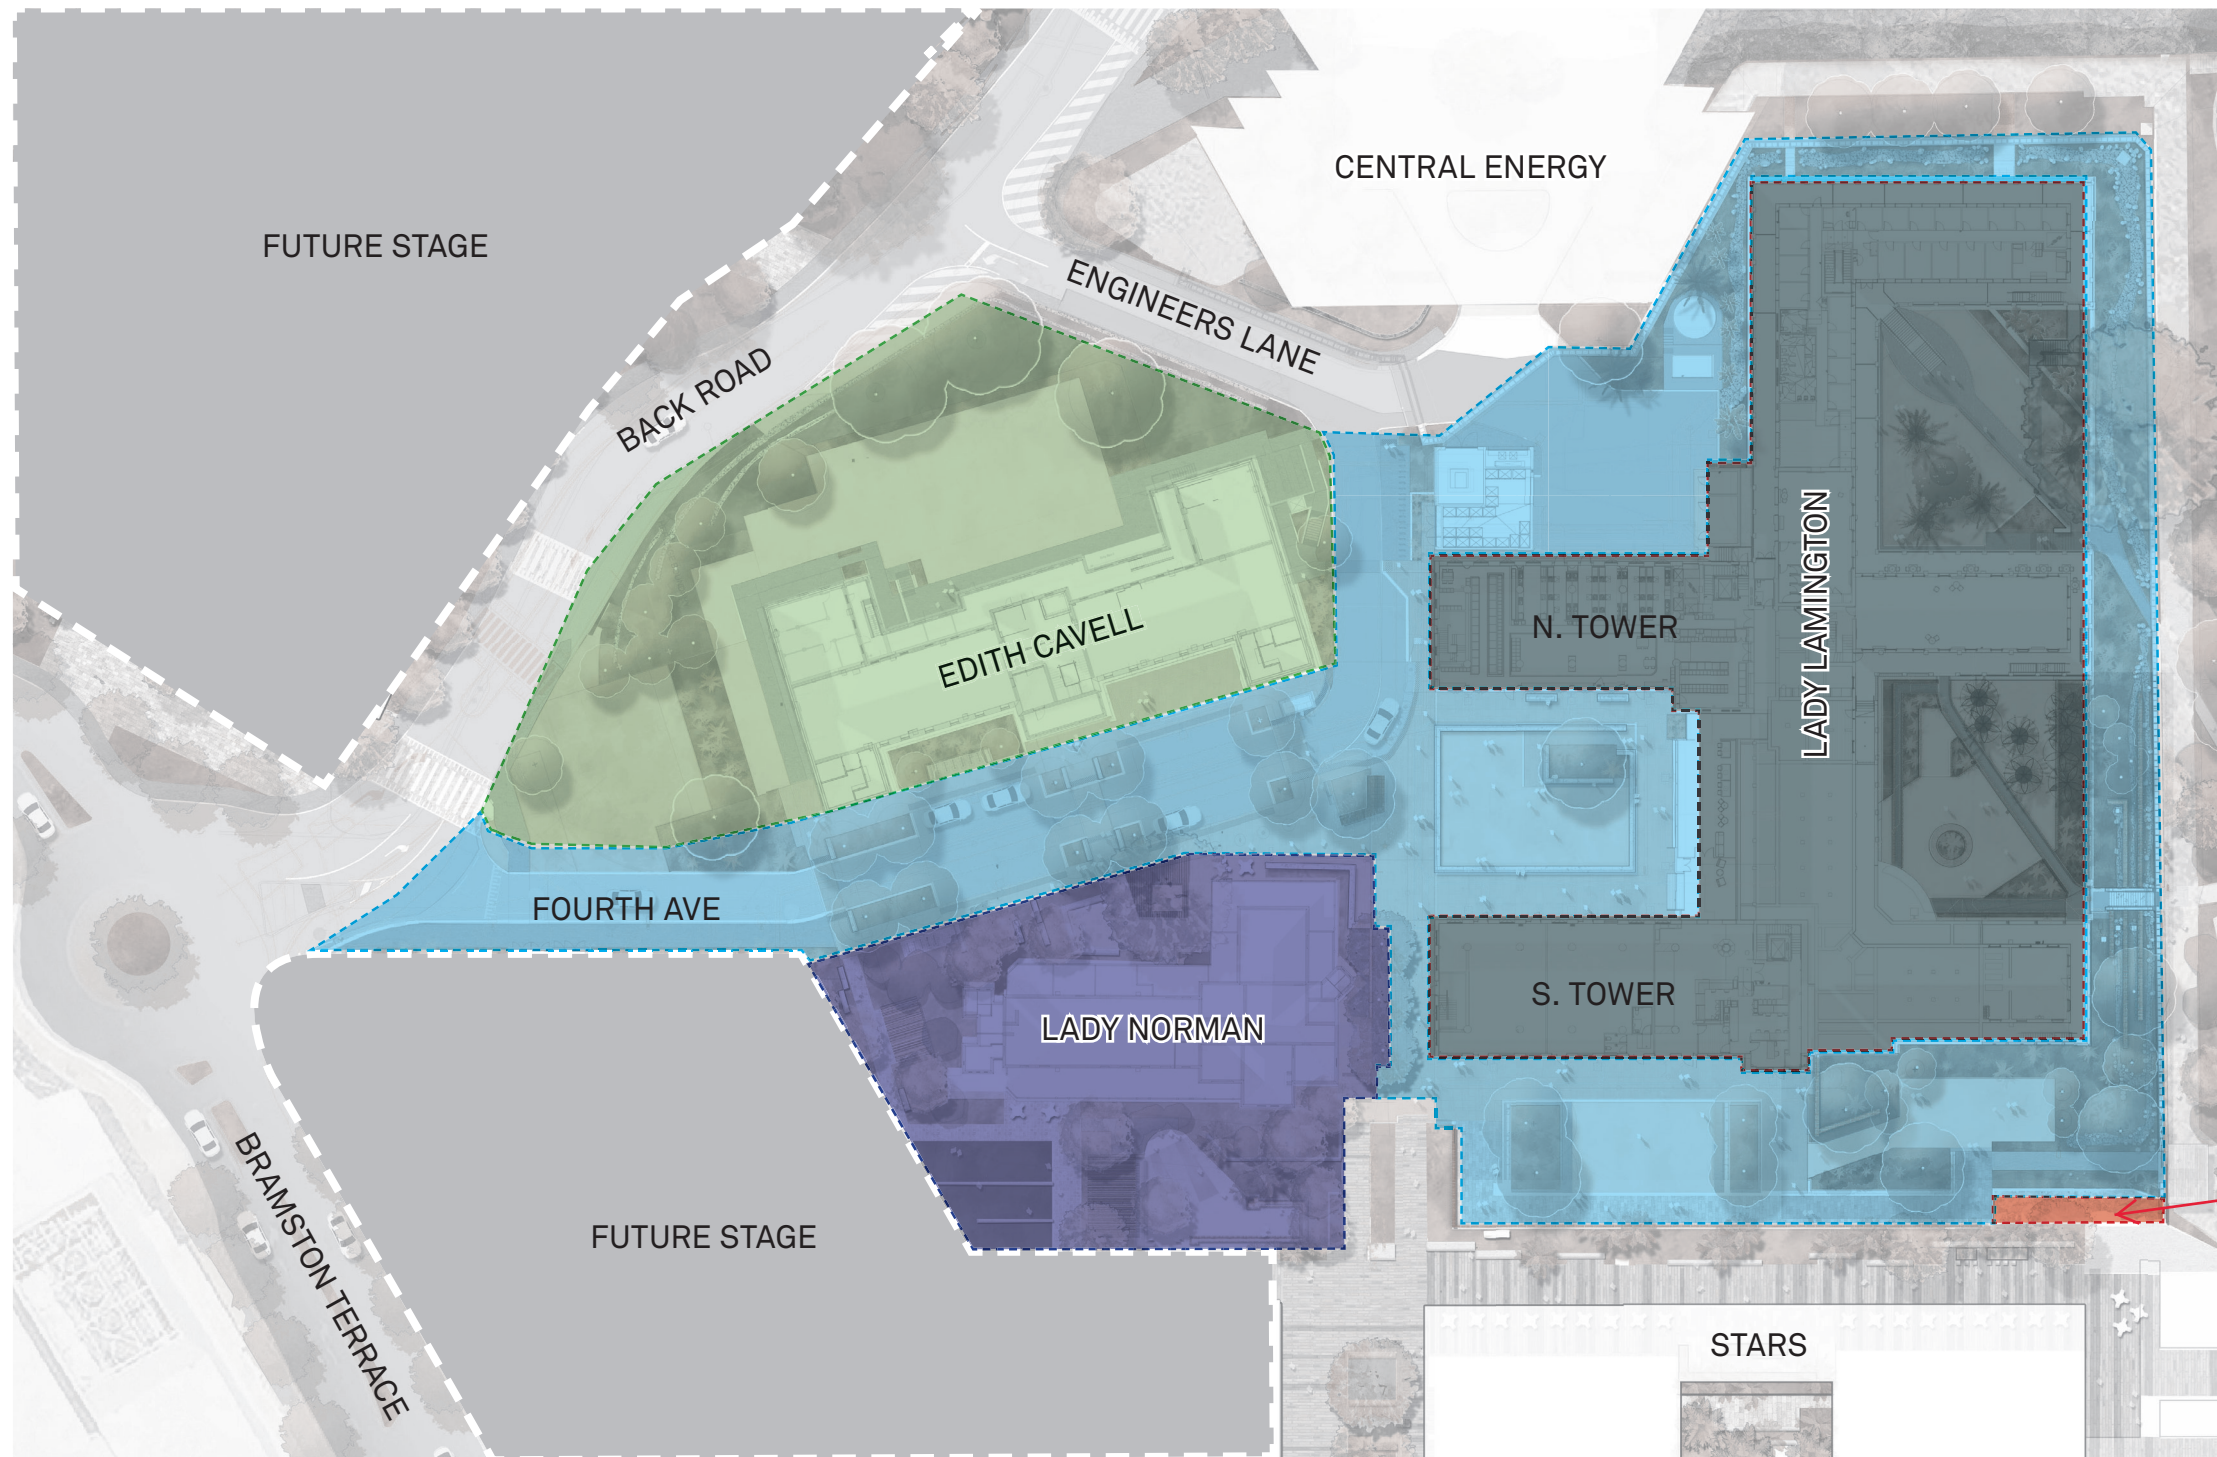 CENTRAL ENERGY
FUTURE STAGE
ENGINEERS LANE
BACK ROAD
EDITH CAVELL
N. TOWER
LADY LAMINGTON
FOURTH AVE
S. TOWER
LADY NORMAN
BRAMSTON TERRACE
FUTURE STAGE
STARS